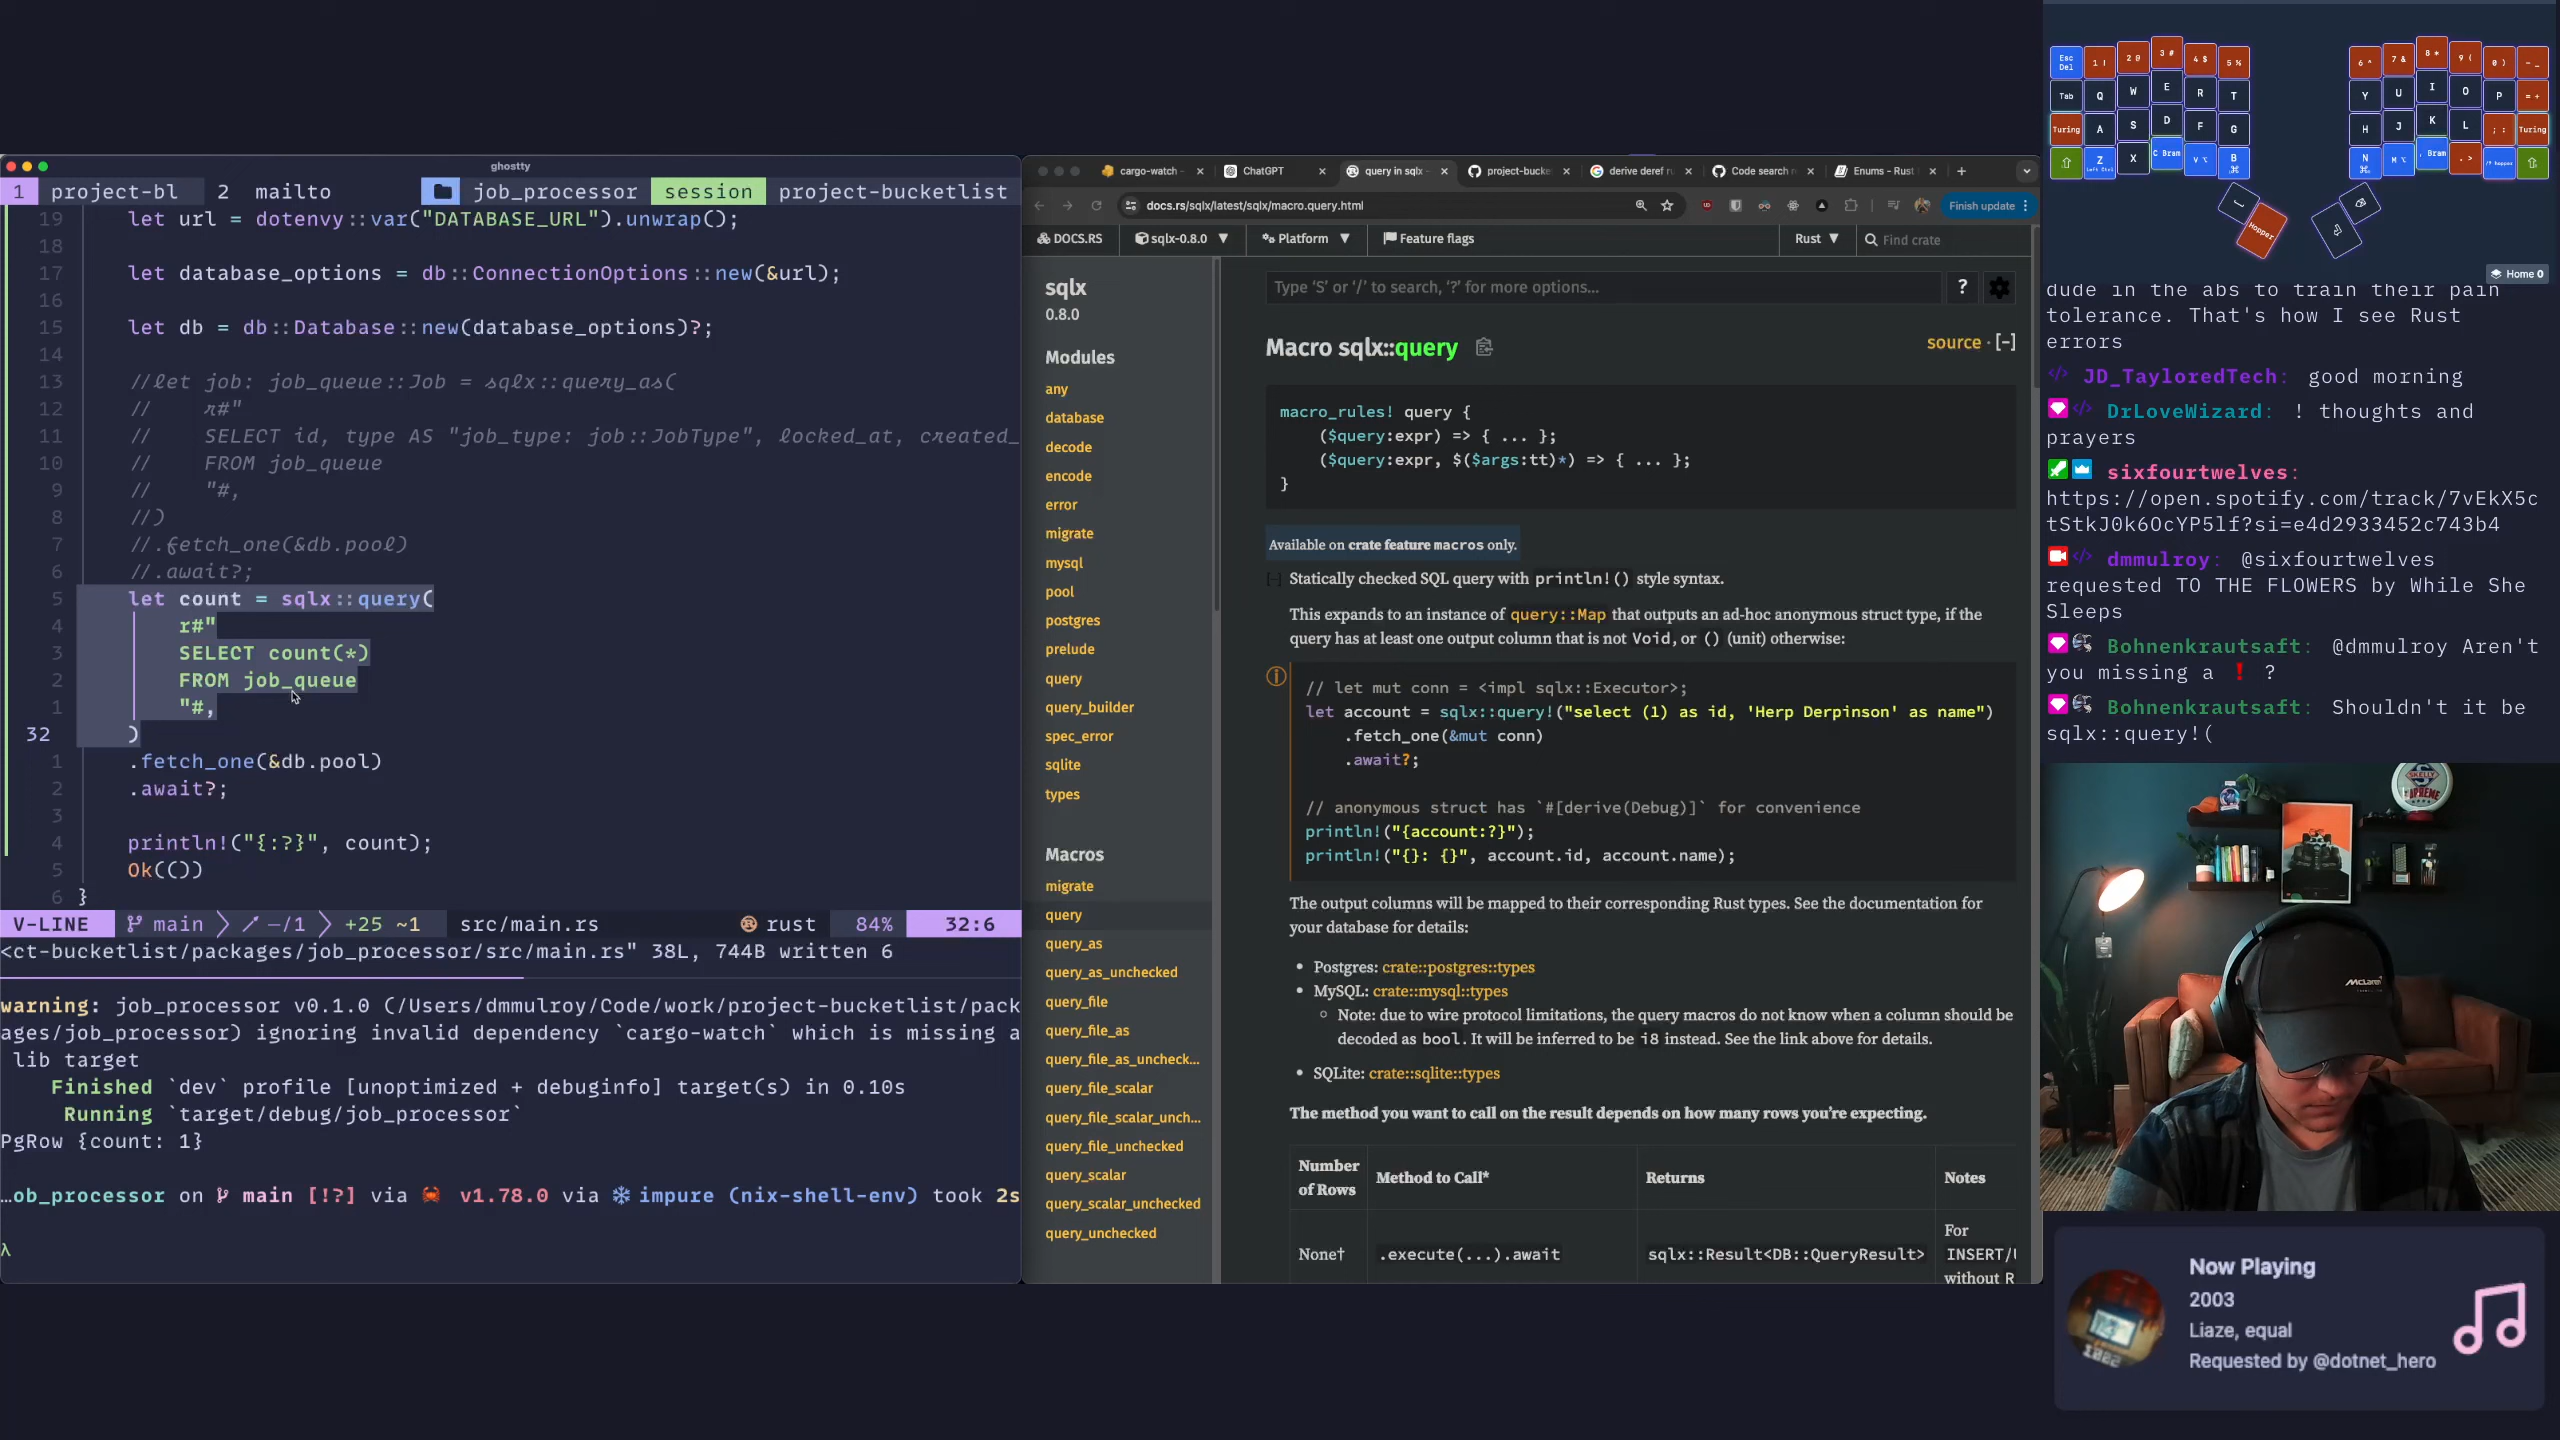 ghostty
1 project-bl 2 mailto job_processor session project-bucketlist
19 let url = dotenvy::var("DATABASE_URL").unwrap();
18
17 let database_options = db::ConnectionOptions::new(&url);
16
15 let db = db::Database::new(database_options)?;
14
13 //let job: job_queue::Job = sqlx::query_as(
12 // r#"
11 // SELECT id, type AS "job_type: job::JobType", locked_at, created_
10 // FROM job_queue
9 // "#,
8 //)
7 //.fetch_one(&db.pool)
6 //.await?;
5 let count = sqlx::query(
4 r#"
3 SELECT count(*)
2 FROM job_queue
1 "#,
32 )
1 .fetch_one(&db.pool)
2 .await?;
3
4 println!("{:?}", count);
5 Ok(())
6 }
V-LINE main –/1 +25 ~1 src/main.rs rust 84% 32:6
<ct-bucketlist/packages/job_processor/src/main.rs" 38L, 744B written 6
warning: job_processor v0.1.0 (/Users/dmmulroy/Code/work/project-bucketlist/pack
ages/job_processor) ignoring invalid dependency `cargo-watch` which is missing a
lib target
Finished `dev` profile [unoptimized + debuginfo] target(s) in 0.10s
Running `target/debug/job_processor`
PgRow {count: 1}
…ob_processor on main [!?] via v1.78.0 via impure (nix-shell-env) took 2s
λ
cargo-watch - ChatGPT query in sqlx - project-bucke derive deref ru Code search re Enums - Rust
docs.rs/sqlx/latest/sqlx/macro.query.html Finish update
DOCS.RS sqlx-0.8.0 Platform Feature flags Rust Find crate
sqlx
0.8.0
Modules
any
database
decode
encode
error
migrate
mysql
pool
postgres
prelude
query
query_builder
spec_error
sqlite
types
Macros
migrate
query
query_as
query_as_unchecked
query_file
query_file_as
query_file_as_uncheck...
query_file_scalar
query_file_scalar_unch...
query_file_unchecked
query_scalar
query_scalar_unchecked
query_unchecked
Type ‘S’ or ‘/’ to search, ‘?’ for more options... ?
Macro sqlx::query source · [-]
macro_rules! query {
($query:expr) => { ... };
($query:expr, $($args:tt)*) => { ... };
}
Available on crate feature macros only.
[-] Statically checked SQL query with println!() style syntax.
This expands to an instance of query::Map that outputs an ad-hoc anonymous struct type, if the
query has at least one output column that is not Void, or () (unit) otherwise:
// let mut conn = <impl sqlx::Executor>;
let account = sqlx::query!("select (1) as id, 'Herp Derpinson' as name")
.fetch_one(&mut conn)
.await?;
// anonymous struct has `#[derive(Debug)]` for convenience
println!("{account:?}");
println!("{}: {}", account.id, account.name);
The output columns will be mapped to their corresponding Rust types. See the documentation for
your database for details:
• Postgres: crate::postgres::types
• MySQL: crate::mysql::types
Note: due to wire protocol limitations, the query macros do not know when a column should be
decoded as bool. It will be inferred to be i8 instead. See the link above for details.
• SQLite: crate::sqlite::types
The method you want to call on the result depends on how many rows you’re expecting.
Number of Rows Method to Call* Returns Notes
None† .execute(...).await sqlx::Result<DB::QueryResult> For
INSERT/U
without R
Esc Del 1 ! 2 @ 3 # 4 $ 5 % 6 ^ 7 & 8 * 9 ( 0 ) - _
Tab Q W E R T Y U I O P = +
Turing A S D F G H J K L ; : Turing
Z X C V B N M
Hopper
Home 0
dude in the abs to train their pain
tolerance. That's how I see Rust
errors
JD_TayloredTech: good morning
DrLoveWizard: ! thoughts and
prayers
sixfourtwelves:
https://open.spotify.com/track/7vEkX5c
tStkJ0k6OcYP5lf?si=e4d2933452c743b4
dmmulroy: @sixfourtwelves
requested TO THE FLOWERS by While She
Sleeps
Bohnenkrautsaft: @dmmulroy Aren't
you missing a ❗ ?
Bohnenkrautsaft: Shouldn't it be
sqlx::query!(
SKELLY
SUPREME
McLaren
Now Playing
2003
Liaze, equal
Requested by @dotnet_hero